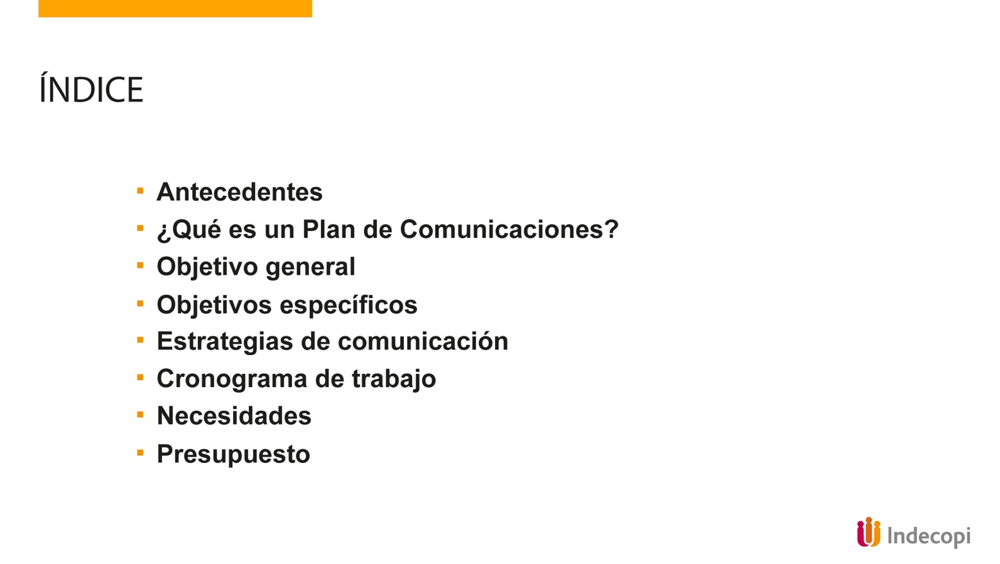 ÍNDICE
▪ Antecedentes
▪ ¿Qué es un Plan de Comunicaciones?
▪ Objetivo general
▪ Objetivos específicos
▪ Estrategias de comunicación
▪ Cronograma de trabajo
▪ Necesidades
▪ Presupuesto
Indecopi